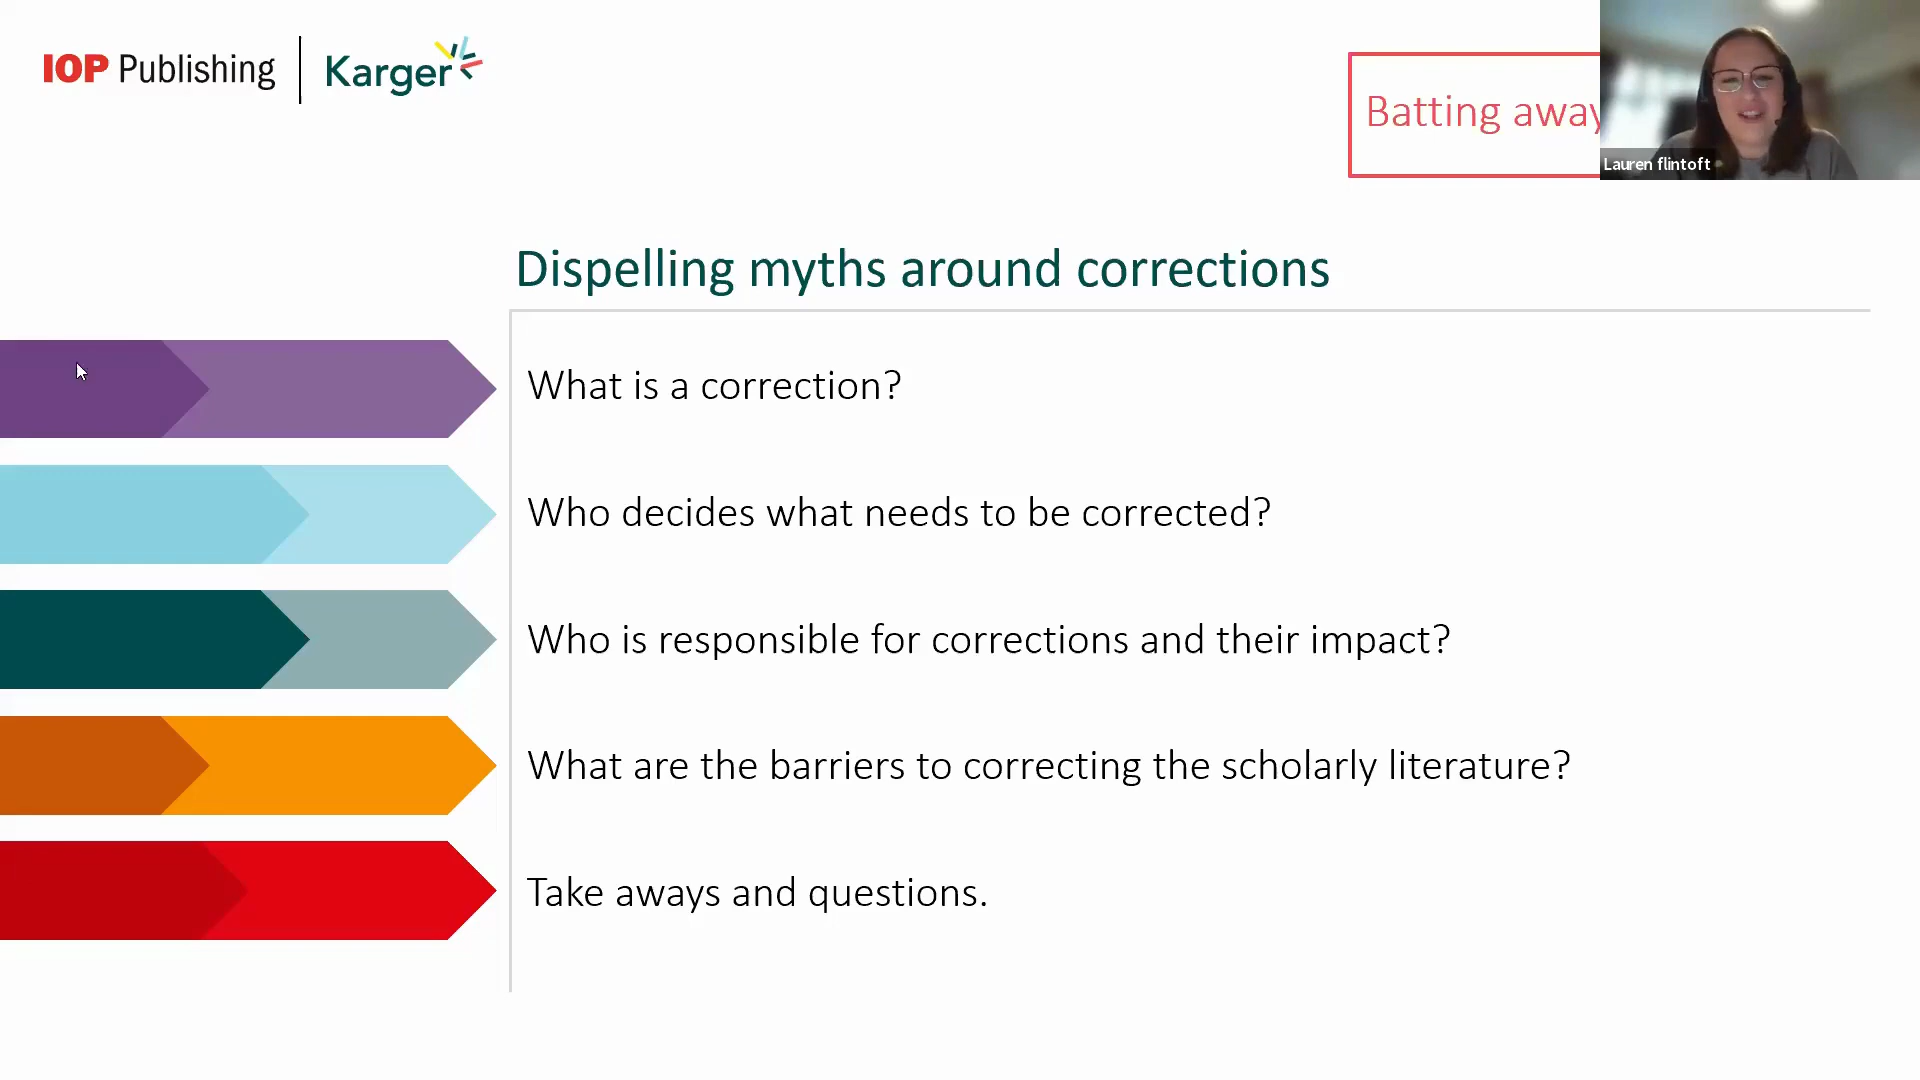 IOP Publishing
Karger
Batting away
Lauren flintoft
Dispelling myths around corrections
What is a correction?
Who decides what needs to be corrected?
Who is responsible for corrections and their impact?
What are the barriers to correcting the scholarly literature?
Take aways and questions.